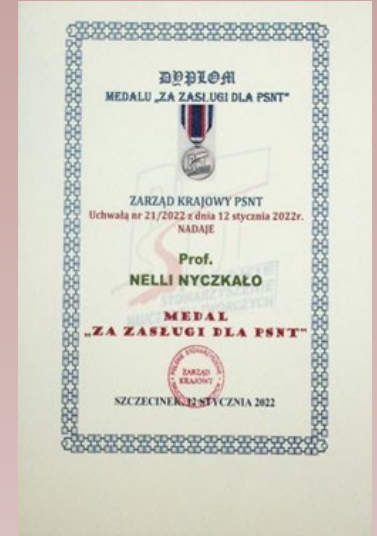 DYPLOM
MEDALU „ZA ZASŁUGI DLA PSNT"
ZARZĄD KRAJOWY PSNT
Uchwałą nr 21/2022 z dnia 12 stycznia 2022r.
NADAJE
Prof.
NELLI NYCZKAŁO
STOWARZYSZENIE
MEDAL
„ZA ZASŁUGI DLA PSNT"
ZARZĄD
KRAJOWY
SZCZECINEK, 12 STYCZNIA 2022